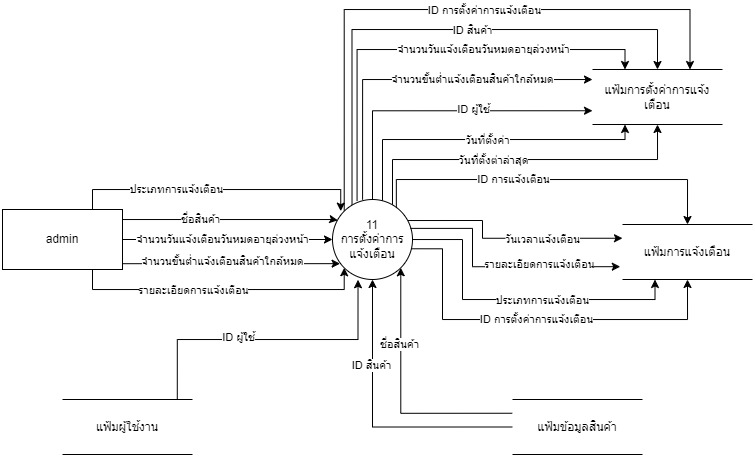 ID การตั้งค่าการแจ้งเตือน
ID สินค้า
จำนวนวันแจ้งเตือนวันหมดอายุล่วงหน้า
จำนวนขั้นต่ำแจ้งเตือนสินค้าใกล้หมด
แฟ้มการตั้งค่าการแจ้ง
เตือน
ID ผู้ใช้
วันที่ตั้งค่า
วันที่ตั้งต่าล่าสุด
ID การแจ้งเตือน
ประเภทการแจ้งเตือน
ชื่อสินค้า
admin
จำนวนวันแจ้งเตือนวันหมดอายุล่วงหน้า
จำนวนขั้นต่ำแจ้งเตือนสินค้าใกล้หมด
รายละเอียดการแจ้งเตือน
11
การตั้งค่าการ
แจ้งเตือน
วันเวลาแจ้งเตือน
แฟ้มการแจ้งเตือน
รายละเอียดการแจ้งเตือน
ประเภทการแจ้งเตือน
ID การตั้งค่าการแจ้งเตือน
ID ผู้ใช้
ชื่อสินค้า
ID สินค้า
แฟ้มผู้ใช้งาน
แฟ้มข้อมูลสินค้า